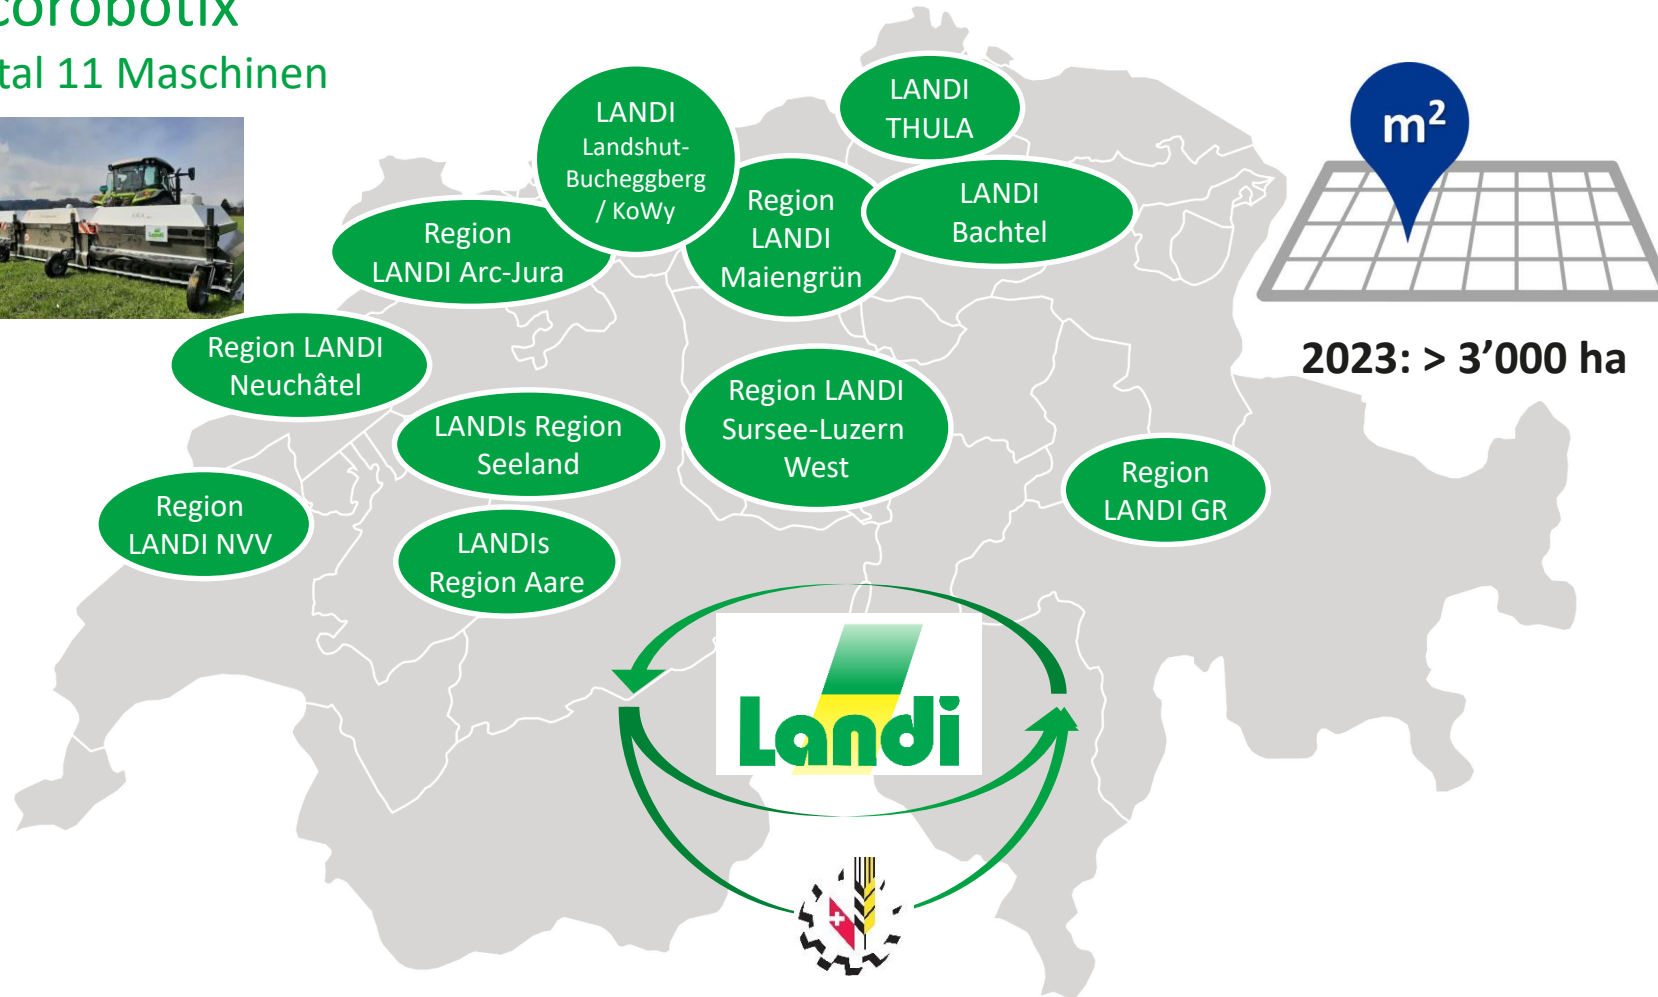 corobotix
tal 11 Maschinen
LANDI
Landshut-
Bucheggberg
/ KoWy
LANDI
THULA
m²
Region
LANDI
Maiengrün
LANDI
Bachtel
Region
LANDI Arc-Jura
Landi
Region LANDI
Neuchâtel
2023: > 3’000 ha
LANDIs Region
Seeland
Region LANDI
Sursee-Luzern
West
Region
LANDI GR
Region
LANDI NVV
LANDIs
Region Aare
Landi